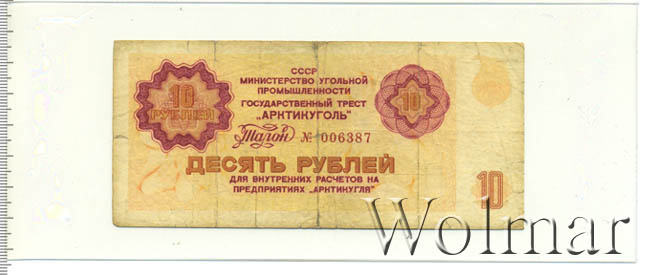 СССР
МИНИСТЕРСТВО УГОЛЬНОЙ
ПРОМЫШЛЕННОСТИ
ГОСУДАРСТВЕННЫЙ ТРЕСТ
„АРКТИКУГОЛЬ"
10
РУБЛЕЙ
10
Талон № 006387
ДЕСЯТЬ РУБЛЕЙ
ДЛЯ ВНУТРЕННИХ РАСЧЕТОВ НА
ПРЕДПРИЯТИЯХ „АРКТИКУГЛЯ"
10
Wolmar